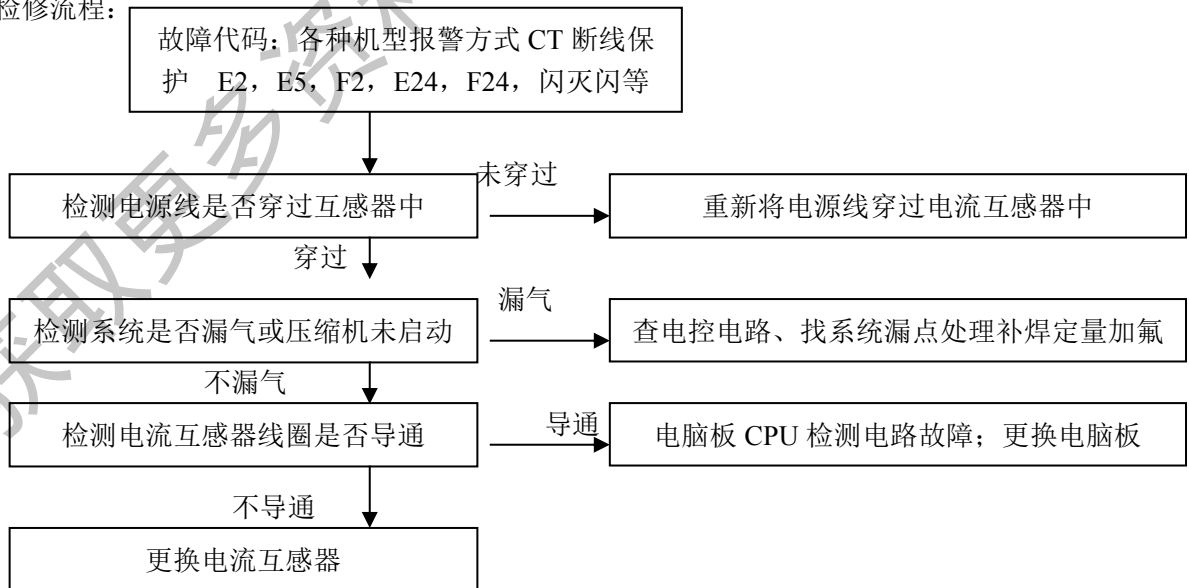 检修流程：
故障代码：各种机型报警方式 CT 断线保
护 E2，E5，F2，E24，F24，闪灭闪等
未穿过
检测电源线是否穿过互感器中
重新将电源线穿过电流互感器中
穿过
漏气
检测系统是否漏气或压缩机未启动
查电控电路、找系统漏点处理补焊定量加氟
不漏气
导通
检测电流互感器线圈是否导通
电脑板 CPU 检测电路故障；更换电脑板
不导通
更换电流互感器
获取更多资